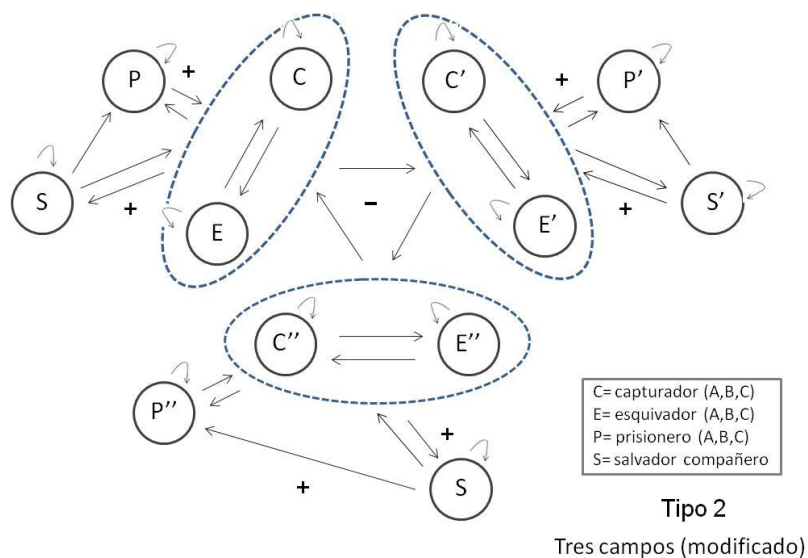 P
+
C
C′
+
P′
S
+
E
–
E′
+
S′
C′′
E′′
P′′
+
+
S
C= capturador (A,B,C)
E= esquivador (A,B,C)
P= prisionero (A,B,C)
S= salvador compañero
Tipo 2
Tres campos (modificado)